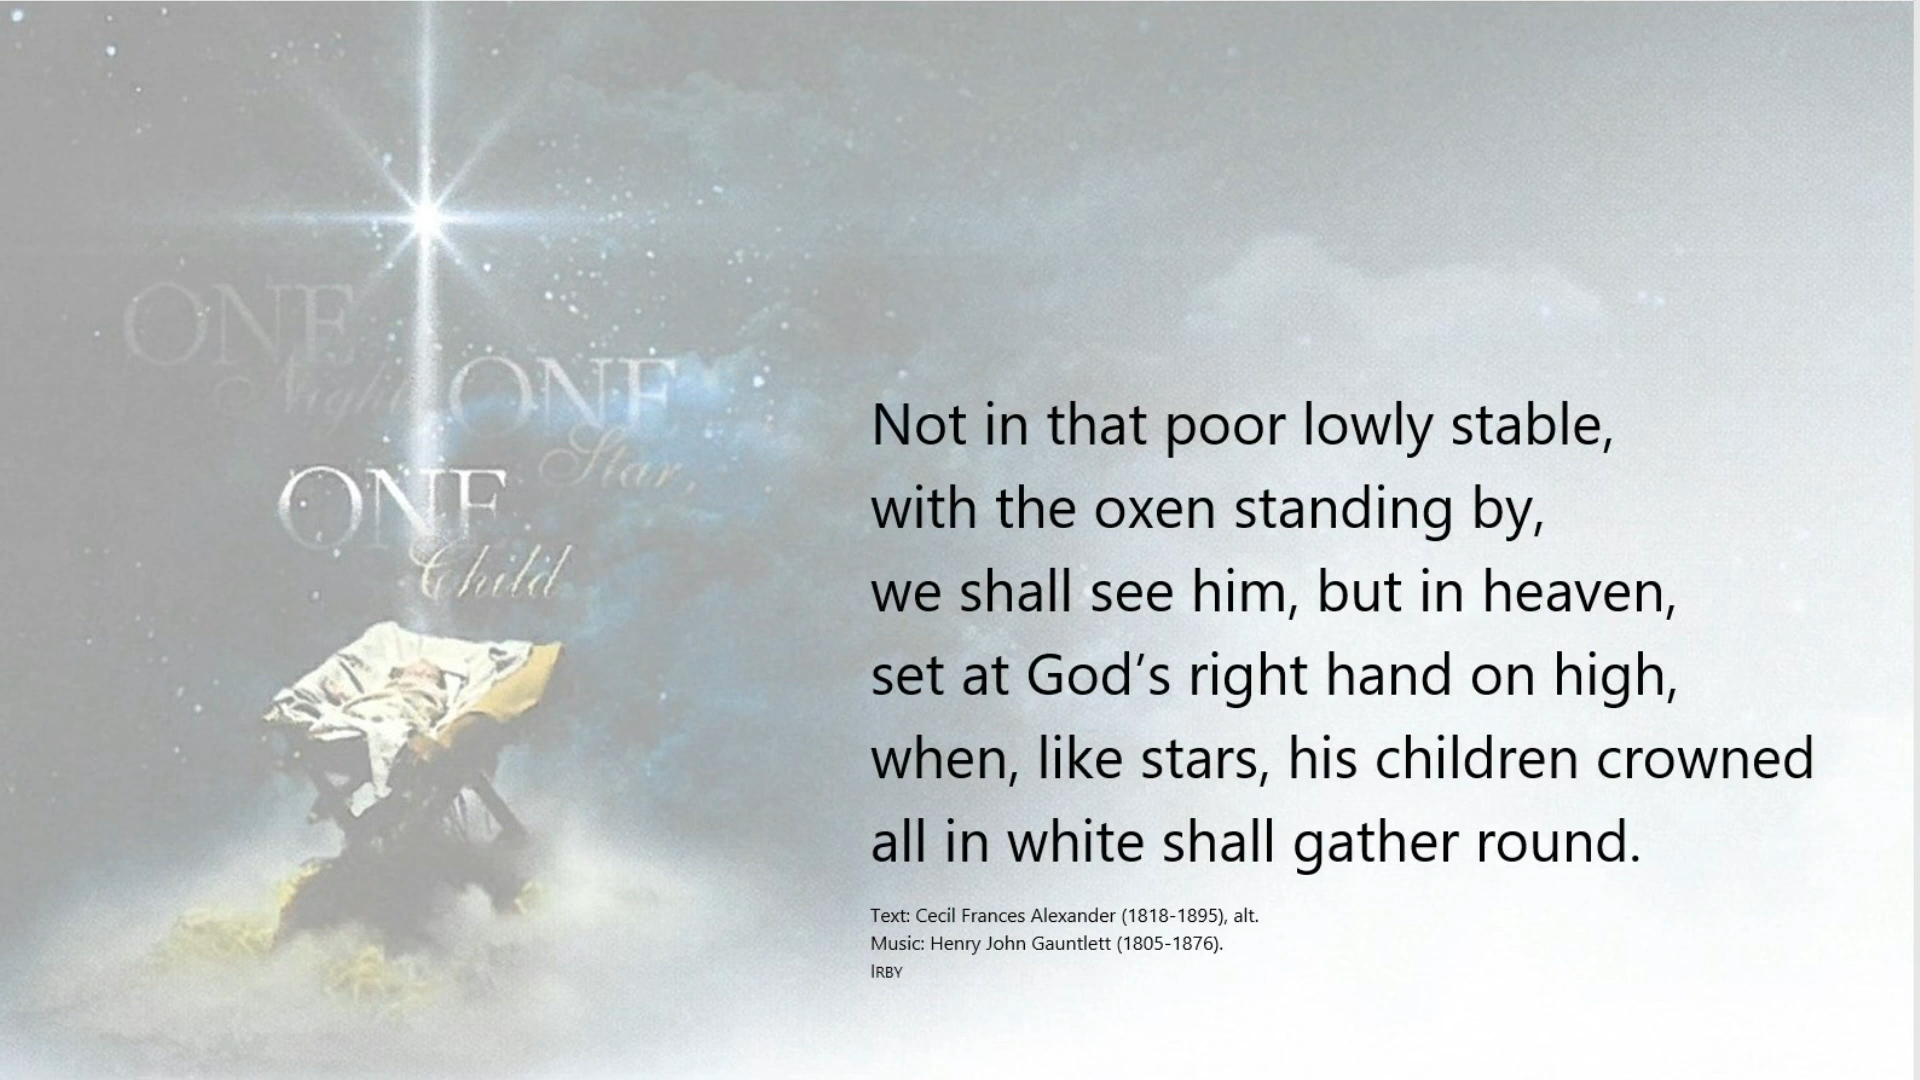 ONE
Night
ONE
Star,
ONE
Child
Not in that poor lowly stable,
with the oxen standing by,
we shall see him, but in heaven,
set at God’s right hand on high,
when, like stars, his children crowned
all in white shall gather round.
Text: Cecil Frances Alexander (1818-1895), alt.
Music: Henry John Gauntlett (1805-1876).
IRBY